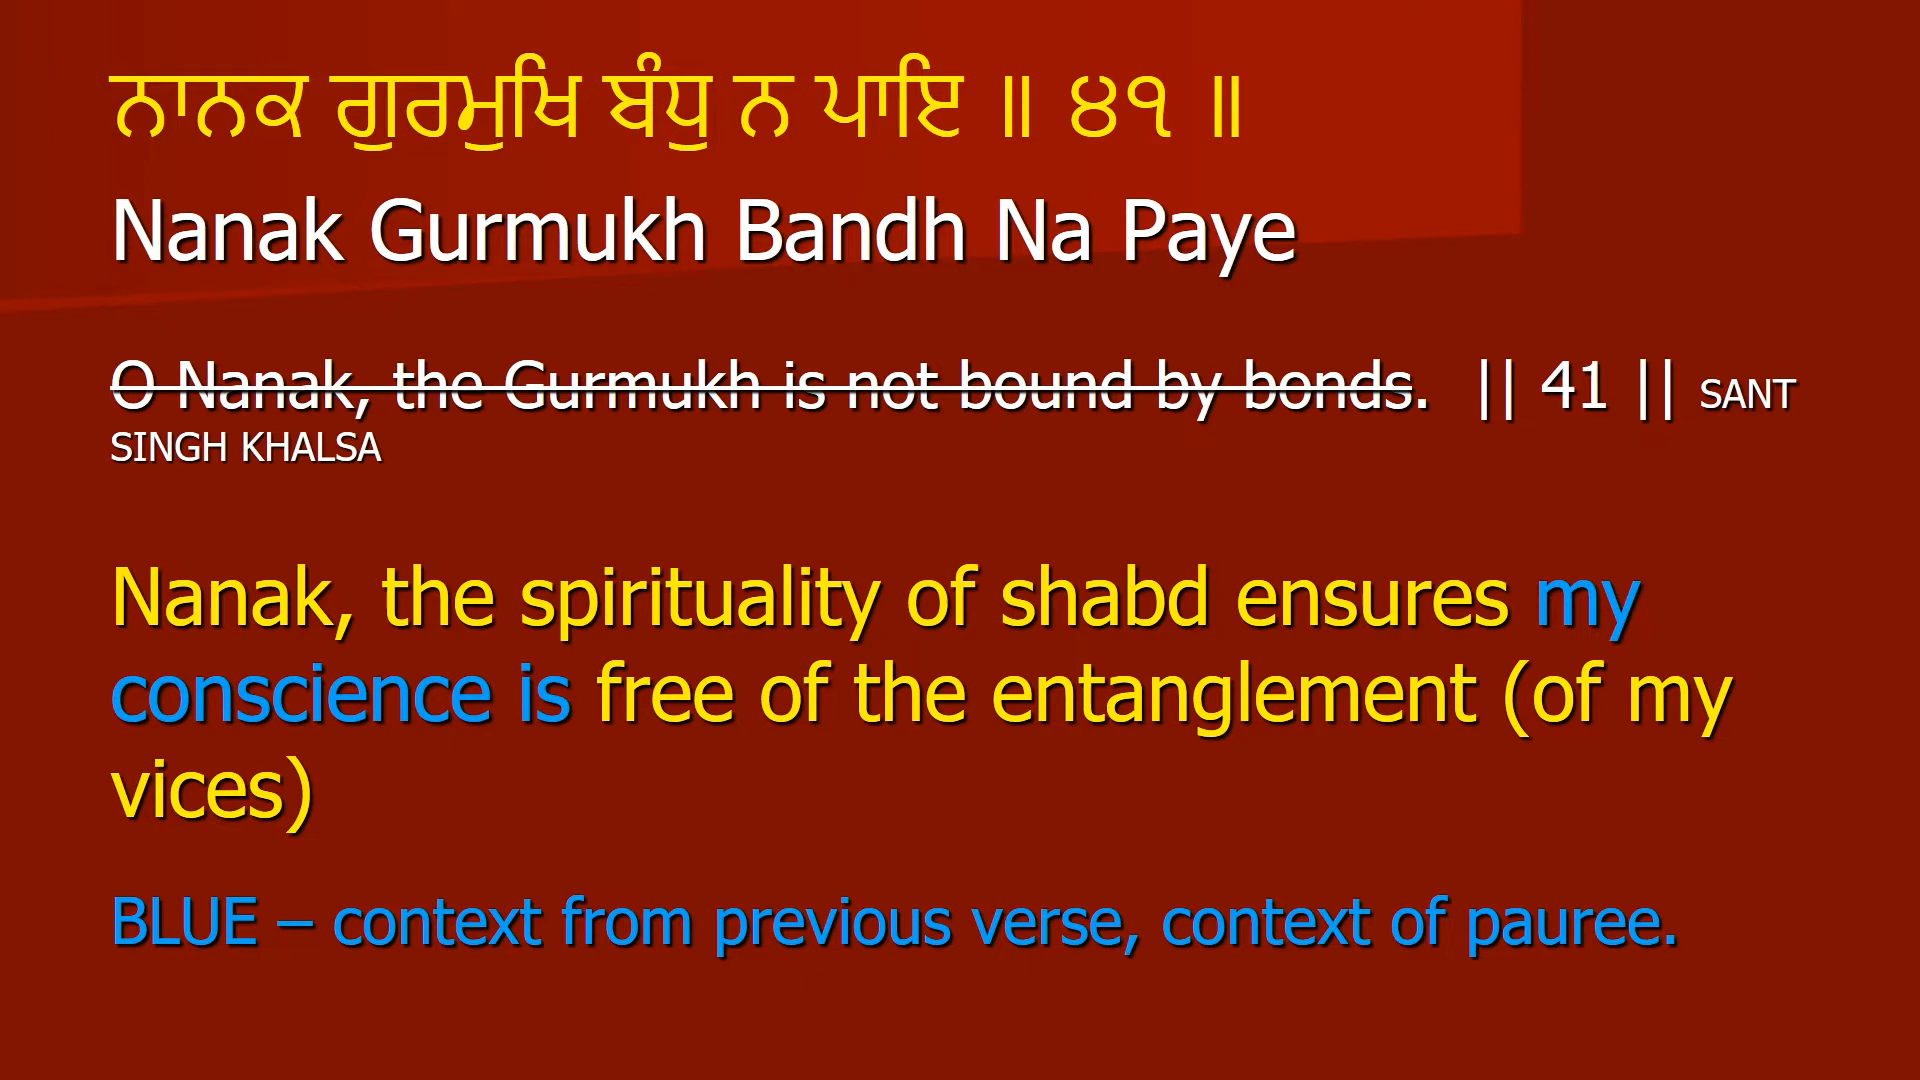 ਨਾਨਕ ਗੁਰਮੁਖਿ ਬੰਧੁ ਨ ਪਾਇ ॥ ੪੧ ॥
Nanak Gurmukh Bandh Na Paye
O Nanak, the Gurmukh is not bound by bonds. || 41 || SANT
SINGH KHALSA
Nanak, the spirituality of shabd ensures my
conscience is free of the entanglement (of my
vices)
BLUE – context from previous verse, context of pauree.